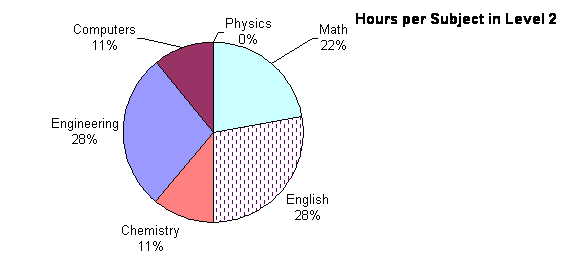 Hours per Subject in Level 2
Physics
0%
Math
22%
English
28%
Chemistry
11%
Engineering
28%
Computers
11%